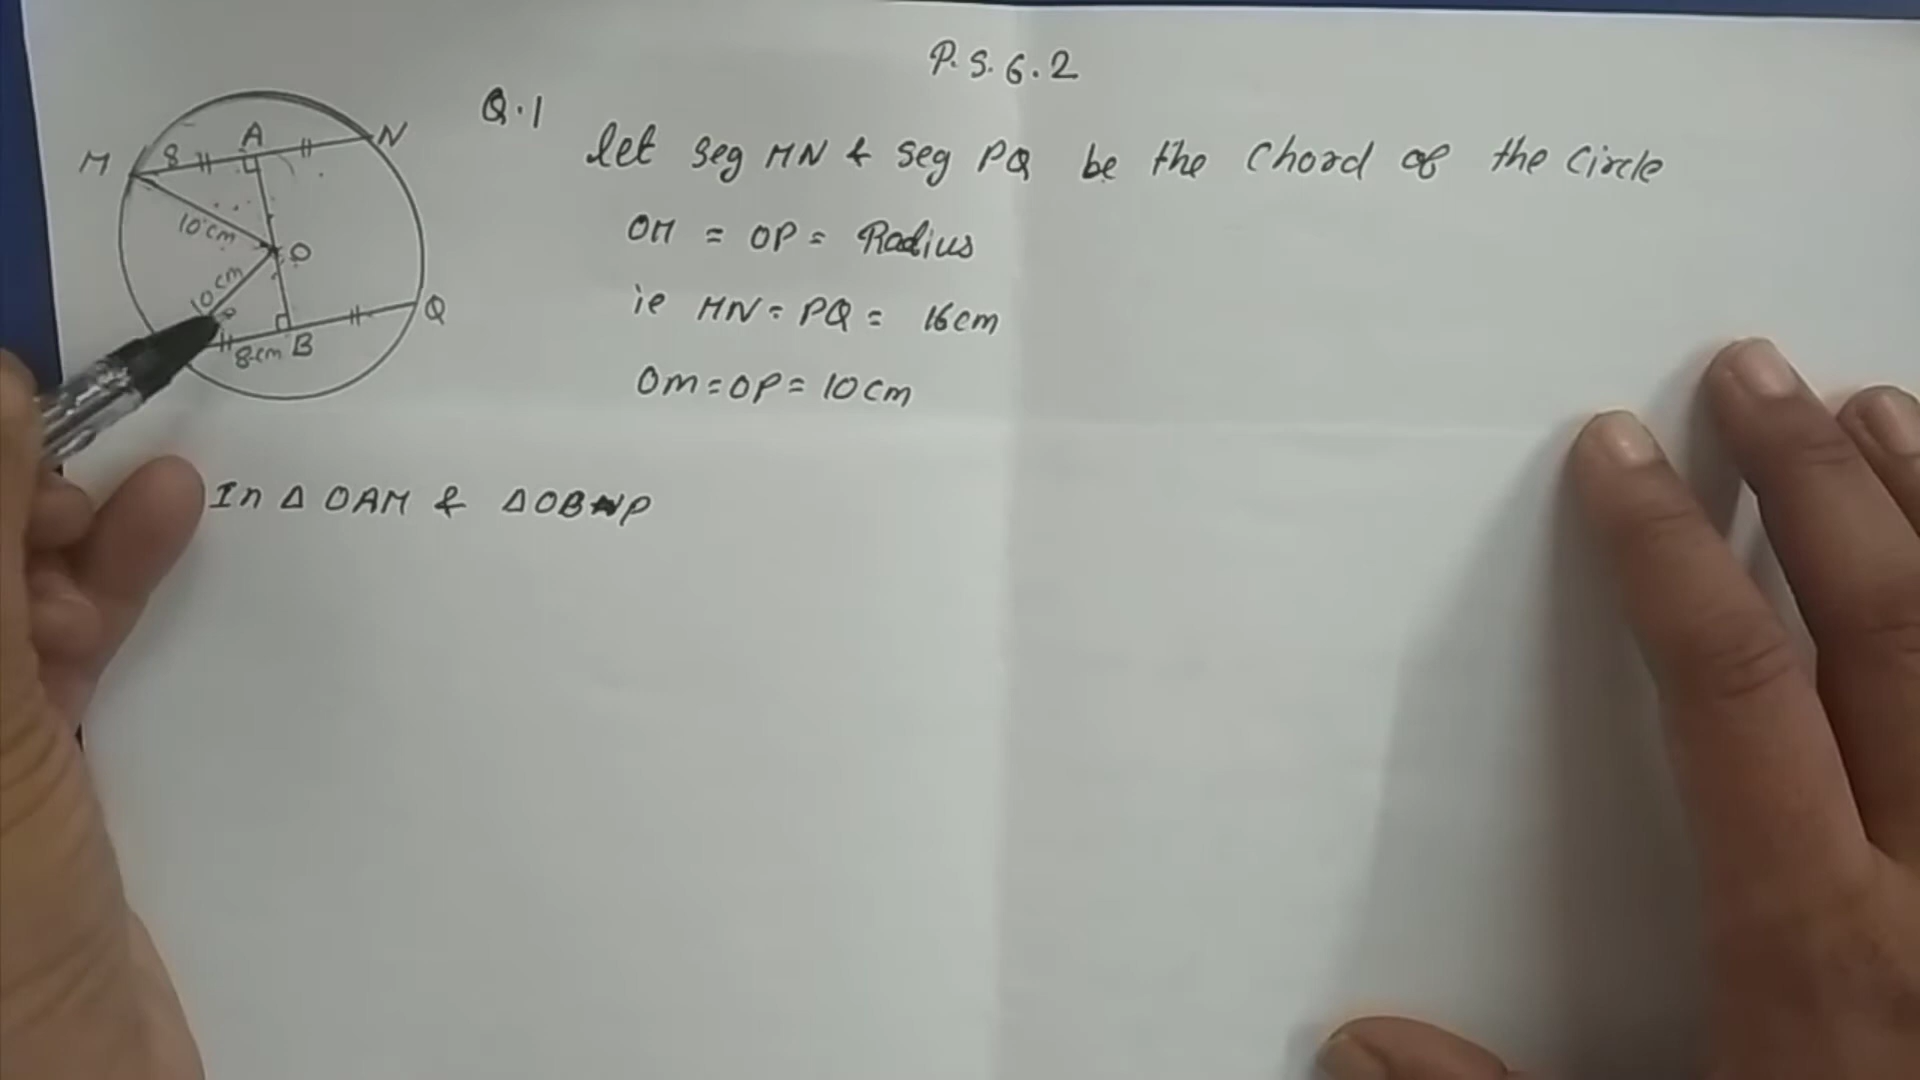 P.S. 6.2
Q.1
let seg MN & seg PQ be the Chord of the Circle
OM = OP = Radius
ie MN = PQ = 16cm
OM = OP = 10cm
A
N
M
8
10cm
O
10cm
P
Q
8cm
B
In Δ OAM & ΔOB P